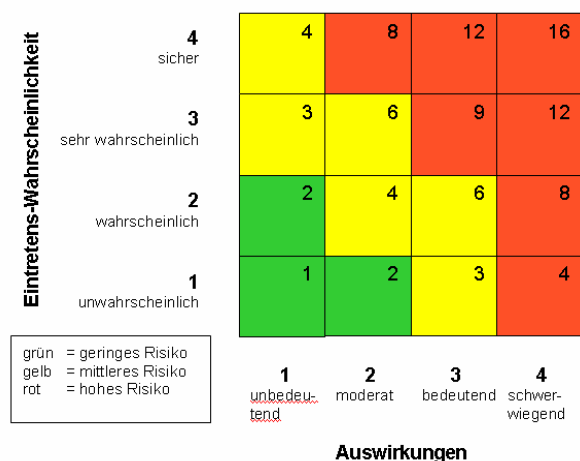 Eintretens-Wahrscheinlichkeit
4
sicher
4 8 12 16
3
sehr wahrscheinlich
3 6 9 12
2
wahrscheinlich
2 4 6 8
1
unwahrscheinlich
1 2 3 4
grün = geringes Risiko
gelb = mittleres Risiko
rot = hohes Risiko
1 2 3 4
unbedeu- moderat bedeutend schwer-
tend wiegend
Auswirkungen